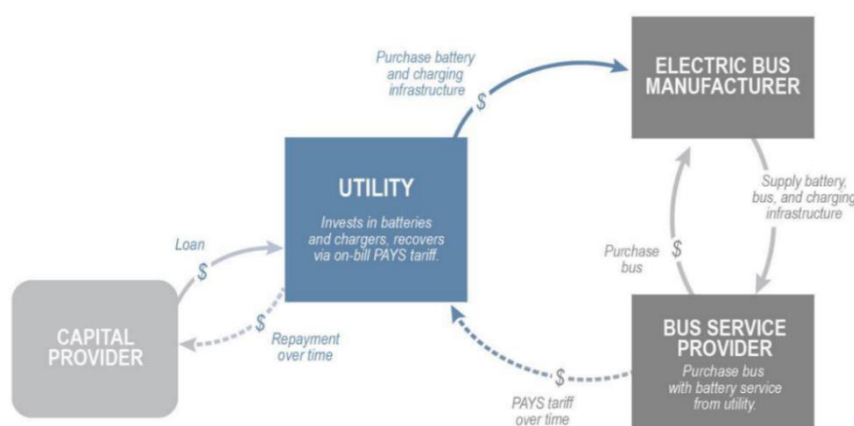 Purchase battery
and charging
infrastructure
$
ELECTRIC BUS
MANUFACTURER
UTILITY
Invests in batteries
and chargers, recovers
via on-bill PAYS tariff.
Supply battery,
bus, and charging
infrastructure
$
Purchase
bus
$
Loan
$
CAPITAL
PROVIDER
$
Repayment
over time
BUS SERVICE
PROVIDER
Purchase bus
with battery service
from utility.
$
PAYS tariff
over time